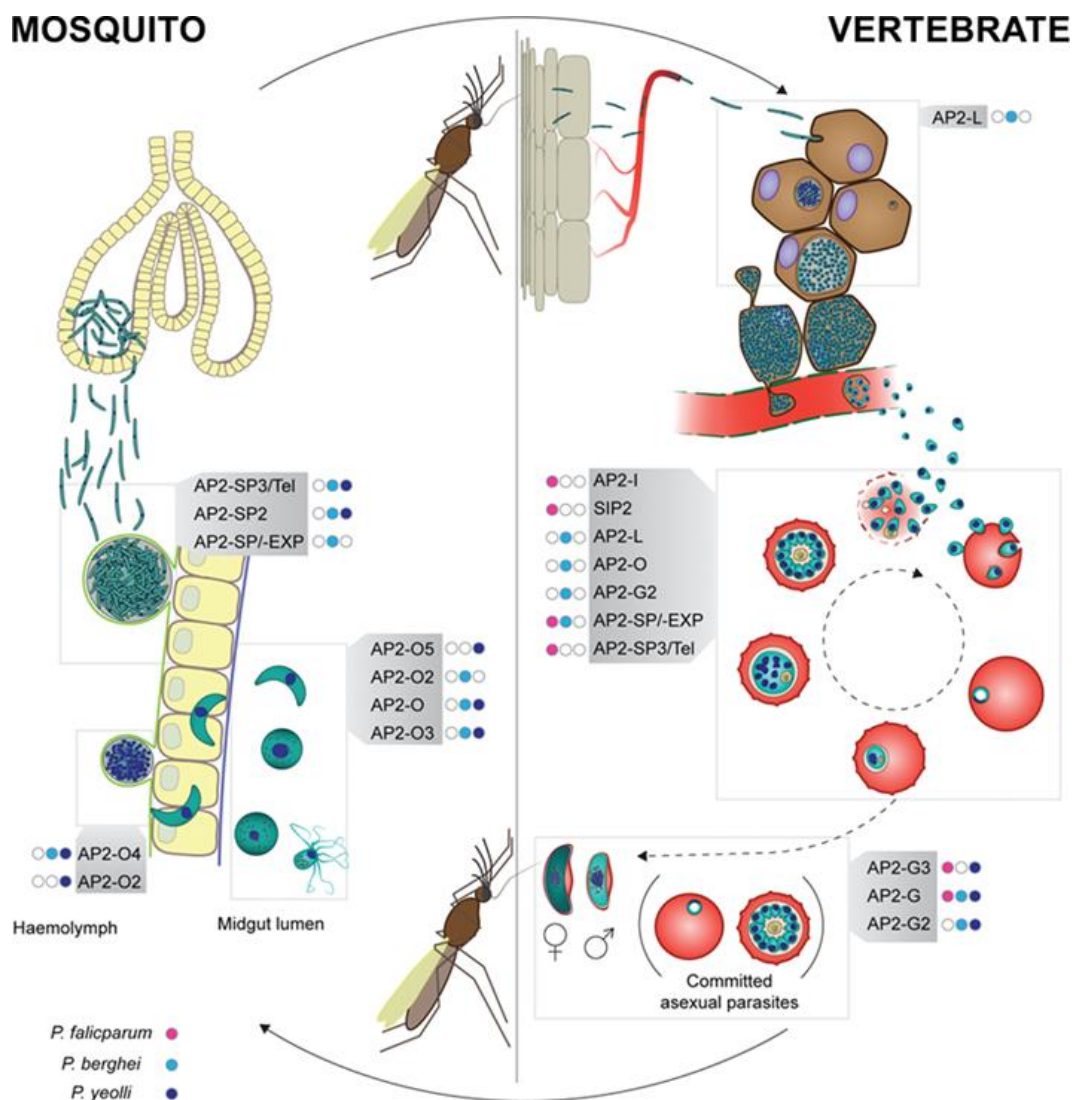 MOSQUITO
VERTEBRATE
AP2-L
AP2-SP3/Tel
AP2-SP2
AP2-SP/-EXP
AP2-I
SIP2
AP2-L
AP2-O
AP2-G2
AP2-SP/-EXP
AP2-SP3/Tel
AP2-O5
AP2-O2
AP2-O
AP2-O3
AP2-O4
AP2-O2
Haemolymph
Midgut lumen
AP2-G3
AP2-G
AP2-G2
♀ ♂
Committed
asexual parasites
P. falicparum
P. berghei
P. yeolli